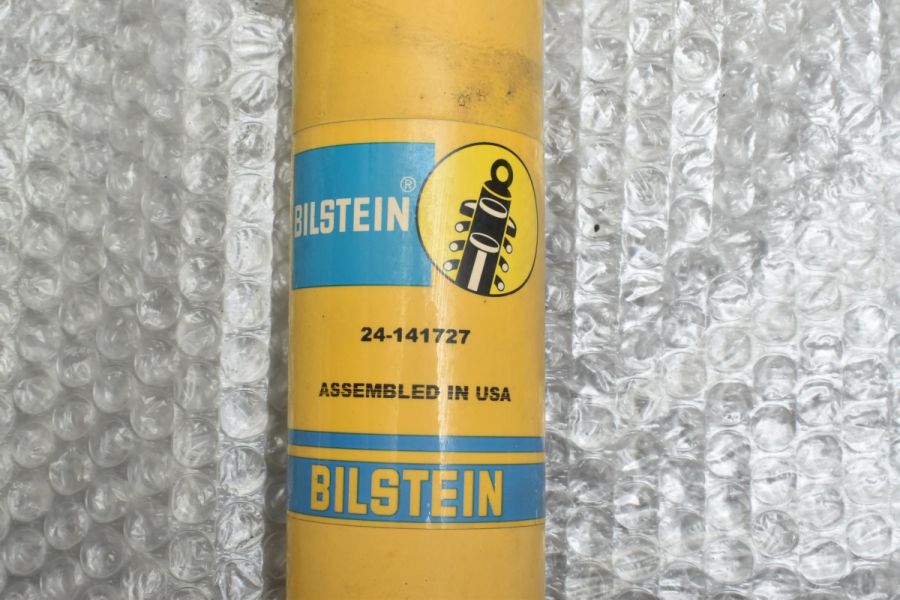 BILSTEIN®
24-141727
ASSEMBLED IN USA
BILSTEIN